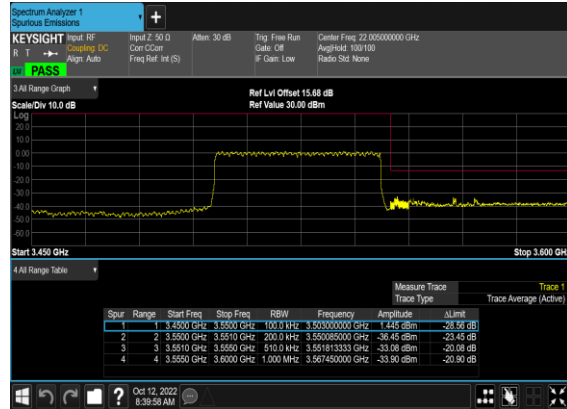 Spectrum Analyzer 1
Spurious Emissions
KEYSIGHT
R T
Input: RF
Coupling: DC
Align: Auto
Input Z: 50 Ω
Corr CCorr
Freq Ref: Int (S)
Atten: 30 dB
Trig: Free Run
Gate: Off
IF Gain: Low
Center Freq: 22.005000000 GHz
Avg|Hold: 100/100
Radio Std: None
PASS
3 All Range Graph
Scale/Div 10.0 dB
Ref Lvl Offset 15.68 dB
Ref Value 30.00 dBm
Log
20.0
10.0
0.00
-10.0
-20.0
-30.0
-40.0
-50.0
-60.0
Start 3.450 GHz
Stop 3.600 GH
4 All Range Table
Measure Trace Trace 1
Trace Type Trace Average (Active)
Spur Range Start Freq Stop Freq RBW Frequency Amplitude ΔLimit
1 1 3.4500 GHz 3.5500 GHz 100.0 kHz 3.503000000 GHz 1.445 dBm -28.56 dB
2 2 3.5500 GHz 3.5510 GHz 200.0 kHz 3.550085000 GHz -36.45 dBm -23.45 dB
3 3 3.5510 GHz 3.5550 GHz 510.0 kHz 3.551813333 GHz -33.08 dBm -20.08 dB
4 4 3.5550 GHz 3.6000 GHz 1.000 MHz 3.567450000 GHz -33.90 dBm -20.90 dB
?
Oct 12, 2022
8:39:58 AM